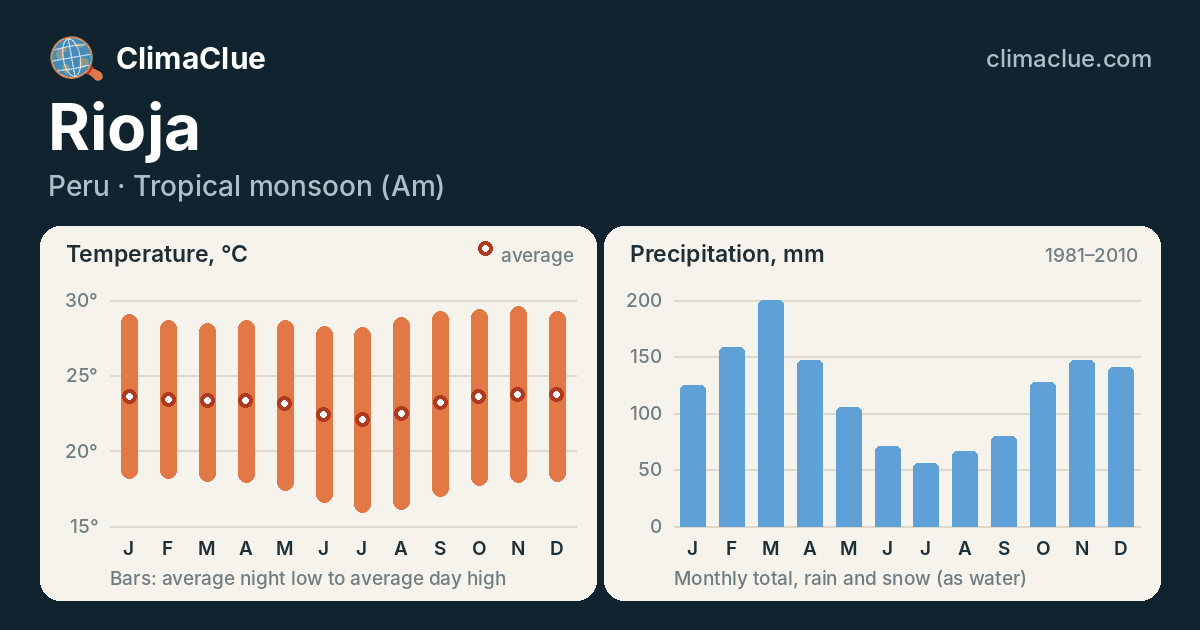 ClimaClue
climaclue.com
Rioja
Peru · Tropical monsoon (Am)
Temperature, °C
average
30°
25°
20°
15°
J F M A M J J A S O N D
Bars: average night low to average day high
Precipitation, mm
1981–2010
200
150
100
50
0
J F M A M J J A S O N D
Monthly total, rain and snow (as water)